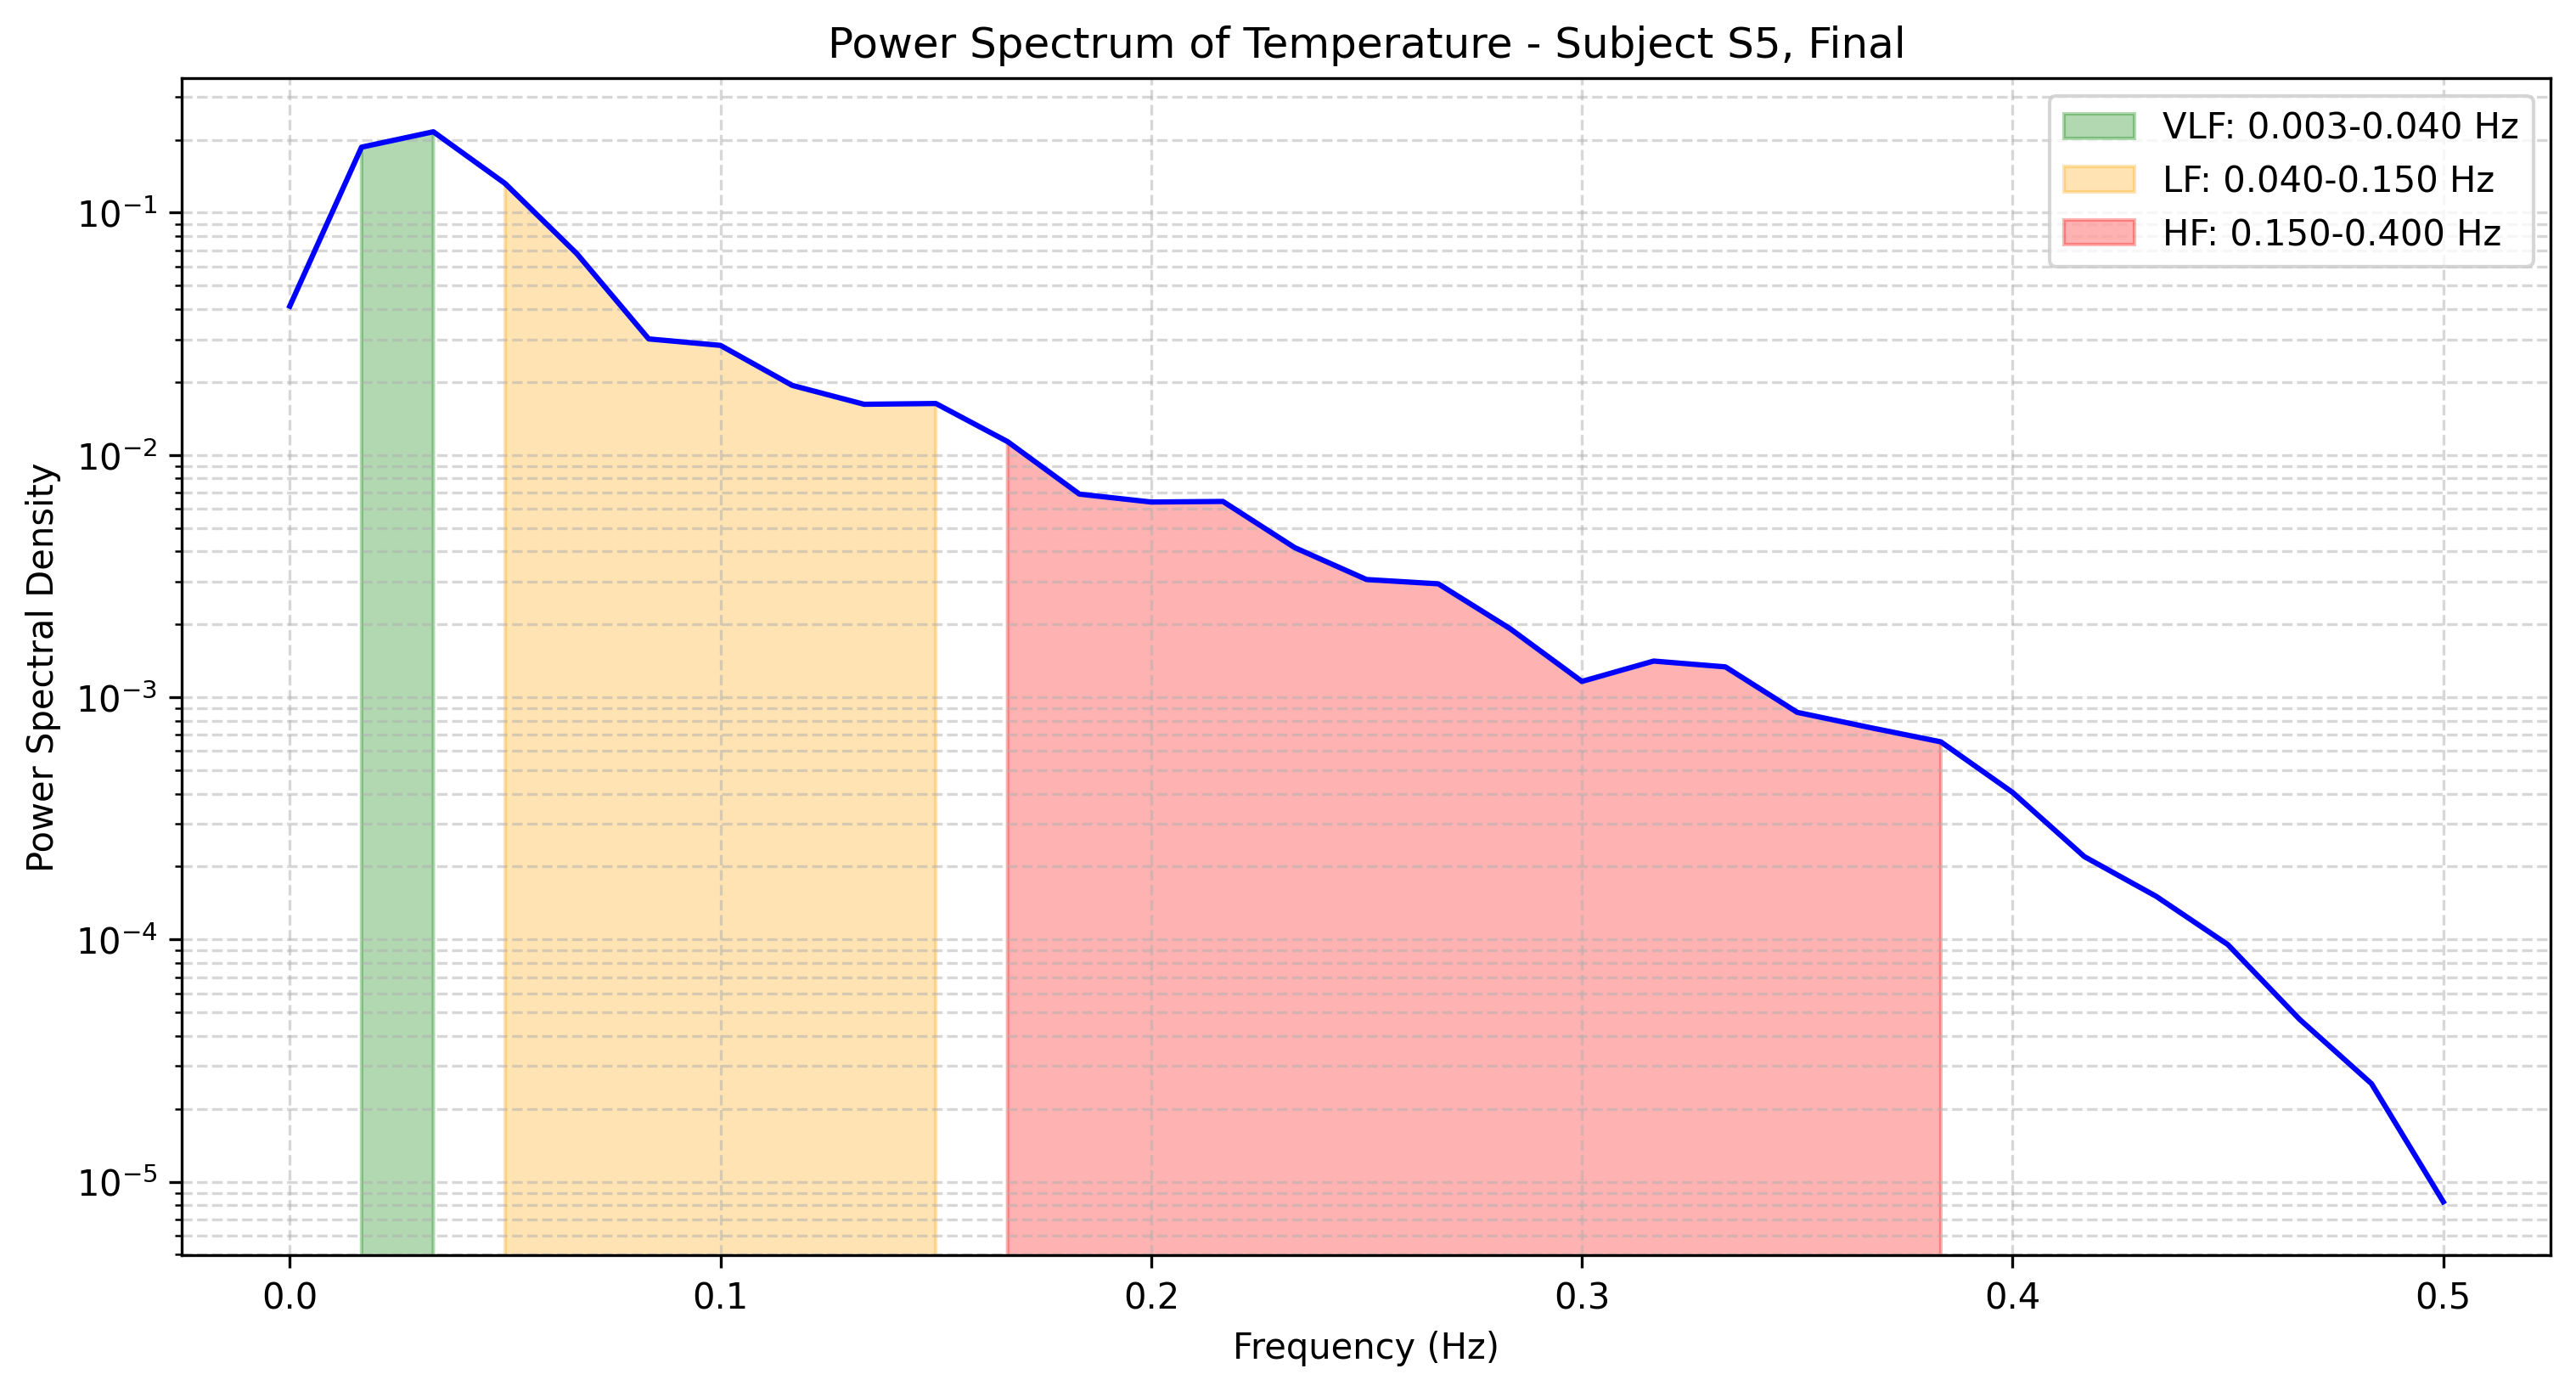 Power Spectrum of Temperature - Subject S5, Final
VLF: 0.003-0.040 Hz
LF: 0.040-0.150 Hz
HF: 0.150-0.400 Hz
Power Spectral Density
10⁻¹
10⁻²
10⁻³
10⁻⁴
10⁻⁵
0.0 0.1 0.2 0.3 0.4 0.5
Frequency (Hz)